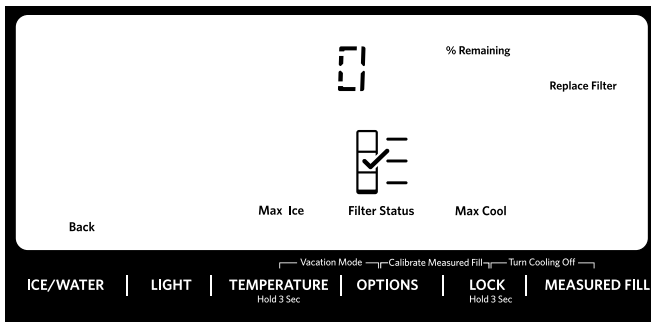 0
% Remaining
Replace Filter
Max Ice Filter Status Max Cool
Back
Vacation Mode Calibrate Measured Fill Turn Cooling Off
ICE/WATER LIGHT TEMPERATURE OPTIONS LOCK MEASURED FILL
Hold 3 Sec Hold 3 Sec